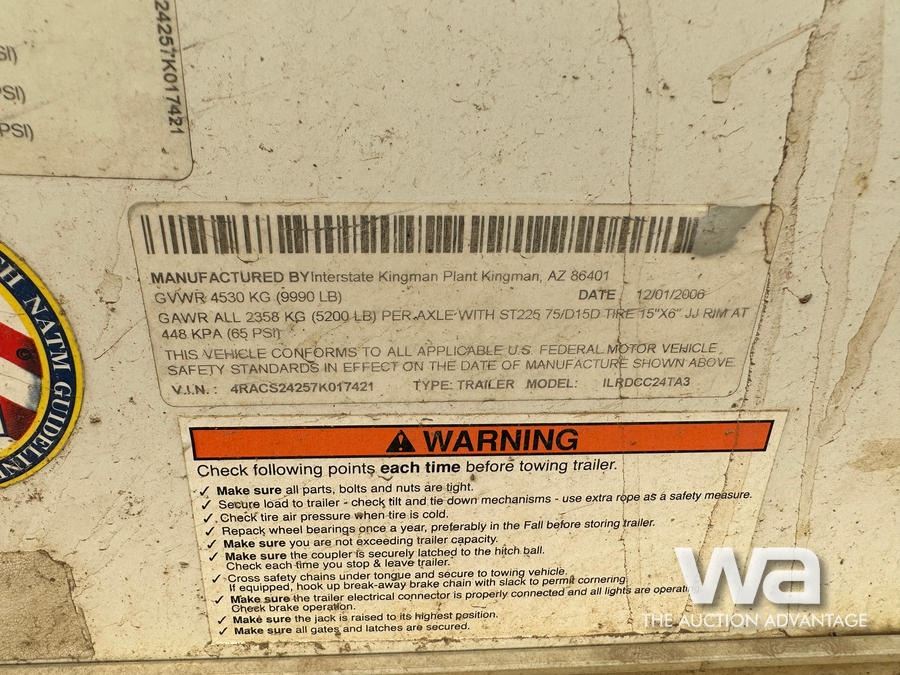 24257K017421
SI)
PSI)
PSI)
MANUFACTURED BY Interstate Kingman Plant Kingman, AZ 86401
GVWR 4530 KG (9990 LB) DATE 12/01/2006
GAWR ALL 2358 KG (5200 LB) PER AXLE WITH ST225 75/D15D TIRE 15"X6" JJ RIM AT
448 KPA (65 PSI)
THIS VEHICLE CONFORMS TO ALL APPLICABLE U.S. FEDERAL MOTOR VEHICLE
SAFETY STANDARDS IN EFFECT ON THE DATE OF MANUFACTURE SHOWN ABOVE
V.I.N.: 4RACS24257K017421 TYPE: TRAILER MODEL: ILRDCC24TA3
TH NATM GUIDELIN
WARNING
Check following points each time before towing trailer.
✓ Make sure all parts, bolts and nuts are tight.
✓ Secure load to trailer - check tilt and tie down mechanisms - use extra rope as a safety measure.
✓ Check tire air pressure when tire is cold.
✓ Repack wheel bearings once a year, preferably in the Fall before storing trailer.
✓ Make sure you are not exceeding trailer capacity.
✓ Make sure the coupler is securely latched to the hitch ball.
Check each time you stop & leave trailer.
✓ Cross safety chains under tongue and secure to towing vehicle.
If equipped, hook up break-away brake chain with slack to permit cornering
✓ Make sure the trailer electrical connector is properly connected and all lights are operating
Check brake operation.
✓ Make sure the jack is raised to its highest position.
✓ Make sure all gates and latches are secured.
wa
THE AUCTION ADVANTAGE